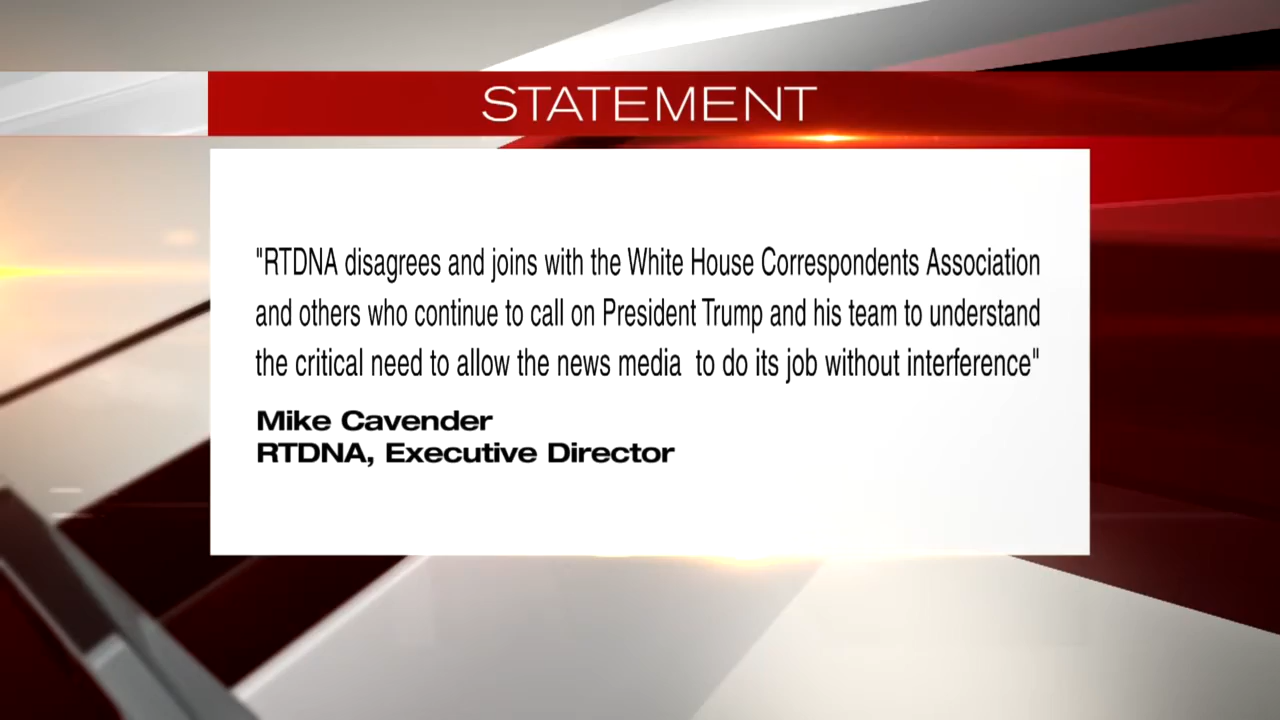 STATEMENT
"RTDNA disagrees and joins with the White House Correspondents Association
and others who continue to call on President Trump and his team to understand
the critical need to allow the news media  to do its job without interference"
Mike Cavender
RTDNA, Executive Director